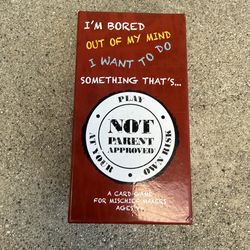 I'M BORED
OUT OF MY MIND
I WANT TO DO
SOMETHING THAT'S...
PLAY
NOT
PARENT
APPROVED
AT YOUR
OWN RISK
A CARD GAME
FOR MISCHIEF MAKERS
AGES